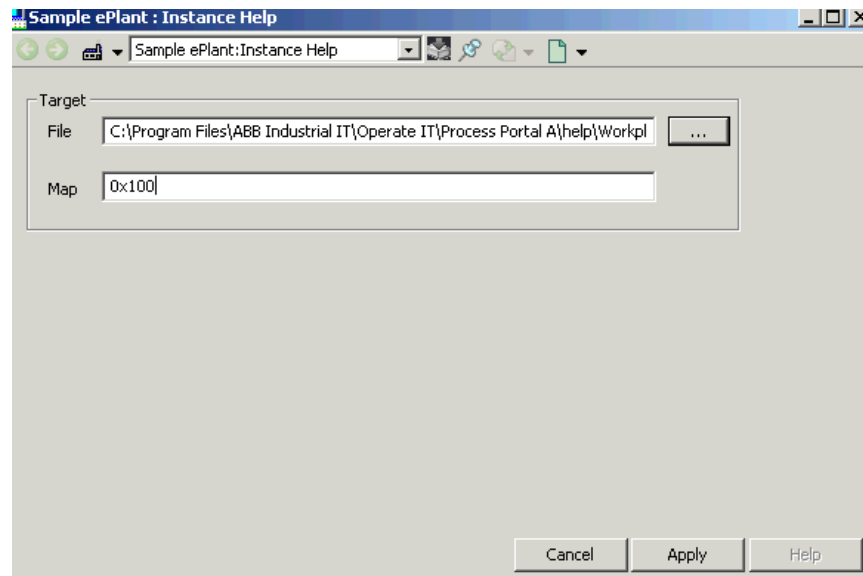 Sample ePlant : Instance Help
Sample ePlant:Instance Help
Target
File C:\Program Files\ABB Industrial IT\Operate IT\Process Portal A\help\Workpl ...
Map 0x100
Cancel Apply Help